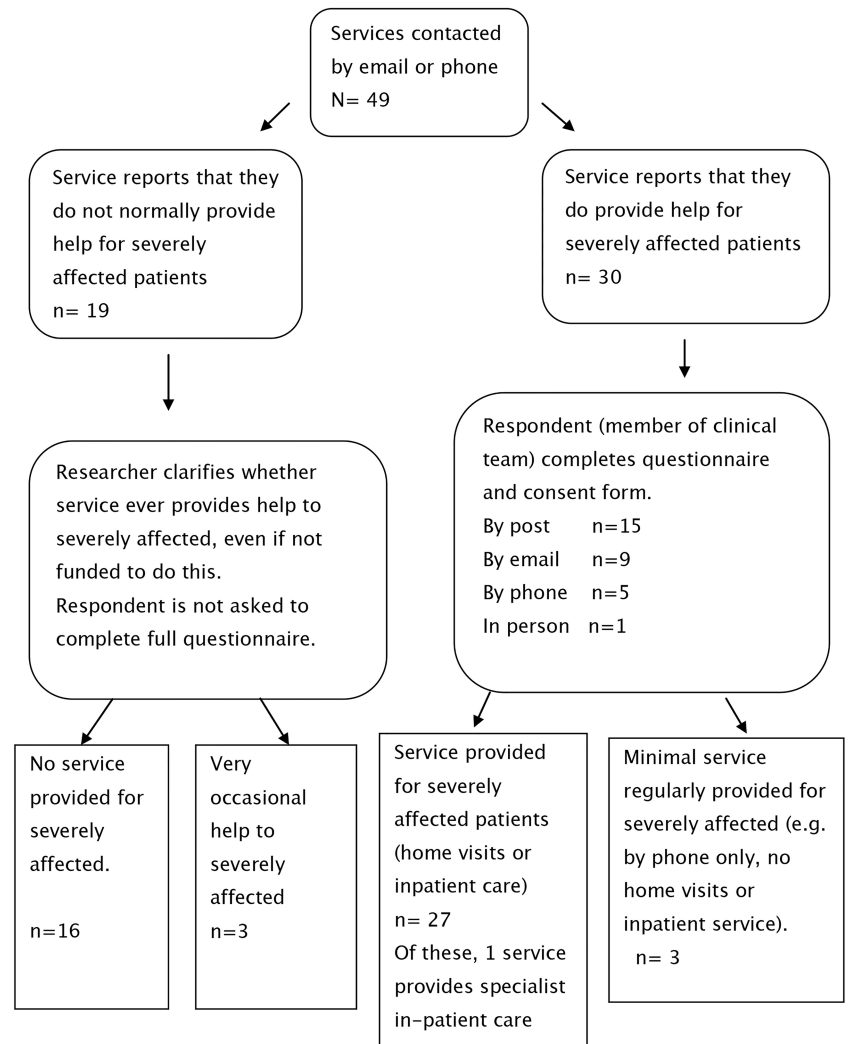 Services contacted
by email or phone
N= 49
Service reports that they
do not normally provide
help for severely
affected patients
n= 19
Service reports that they
do provide help for
severely affected patients
n= 30
Researcher clarifies whether
service ever provides help to
severely affected, even if not
funded to do this.
Respondent is not asked to
complete full questionnaire.
Respondent (member of clinical
team) completes questionnaire
and consent form.
By post n=15
By email n=9
By phone n=5
In person n=1
No service
provided for
severely
affected.
n=16
Very
occasional
help to
severely
affected
n=3
Service provided
for severely
affected patients
(home visits or
inpatient care)
n= 27
Of these, 1 service
provides specialist
in-patient care
Minimal service
regularly provided for
severely affected (e.g.
by phone only, no
home visits or
inpatient service).
n= 3